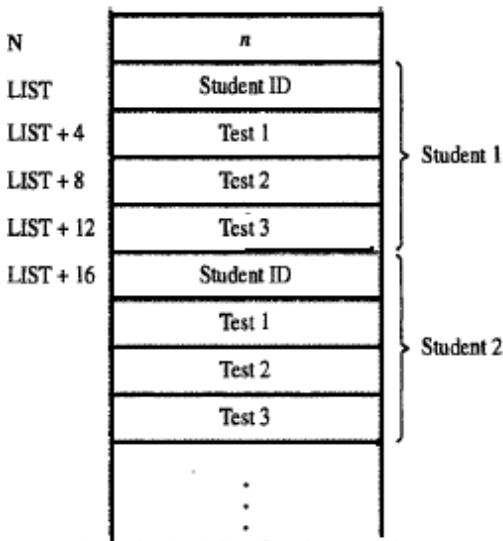 N n
LIST Student ID
LIST + 4 Test 1
LIST + 8 Test 2
Student 1
LIST + 12 Test 3
LIST + 16 Student ID
Test 1
Test 2
Student 2
Test 3